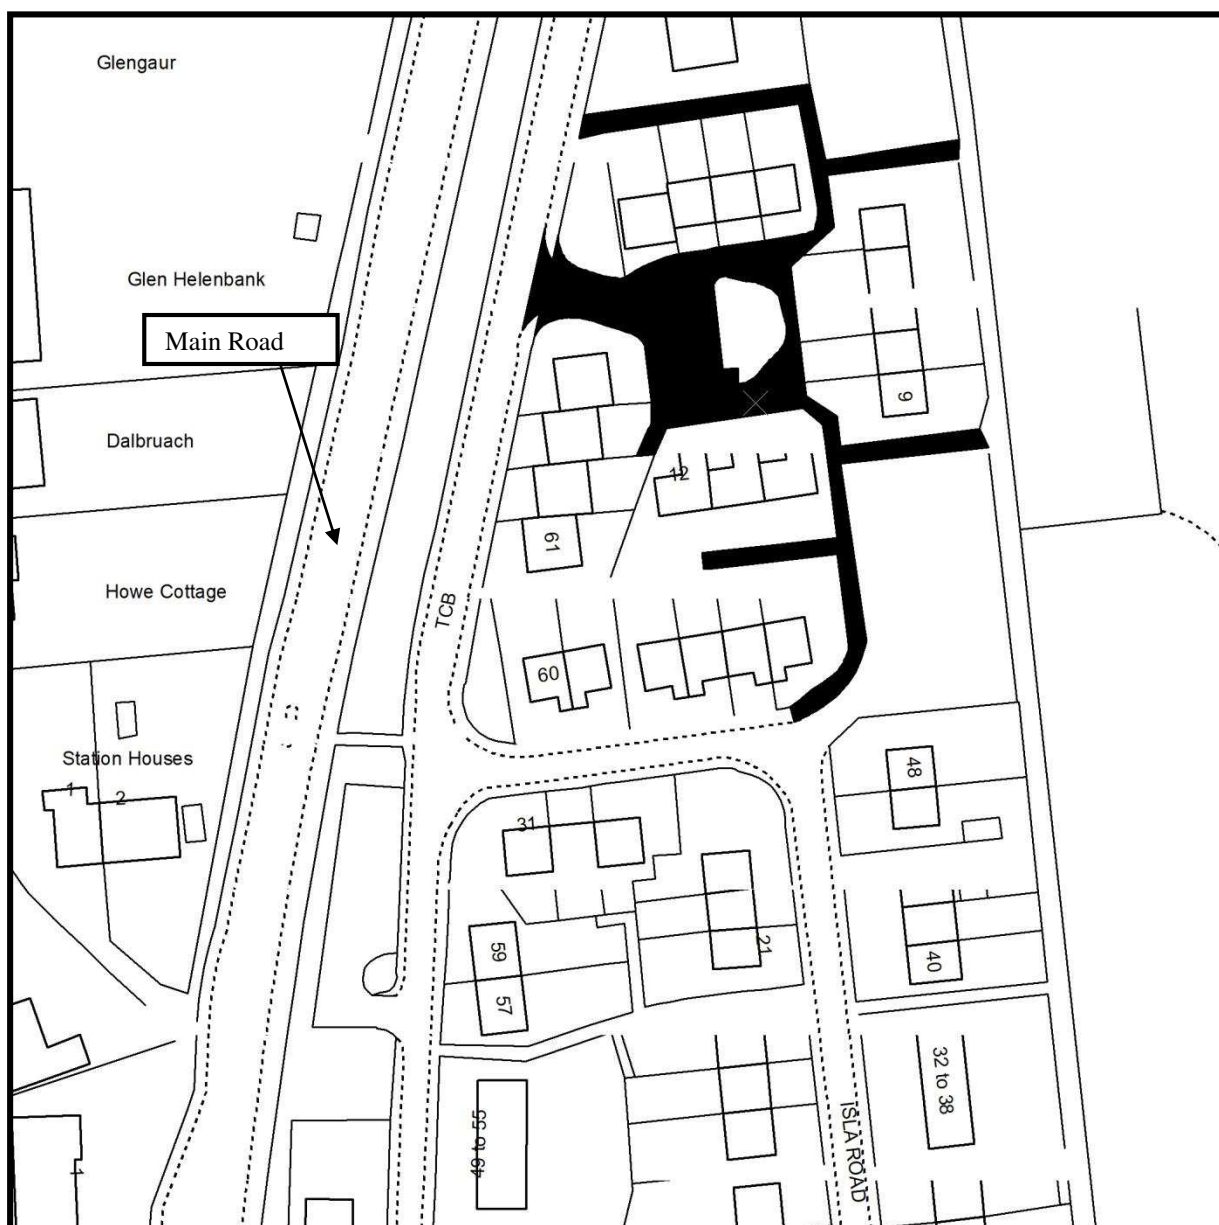 Glengaur
Glen Helenbank
Main Road
Dalbruach
9
12
61
Howe Cottage
TCB
60
Station Houses
1
2
48
31
21
59
40
57
32 to 38
49 to 55
ISLA ROAD
1